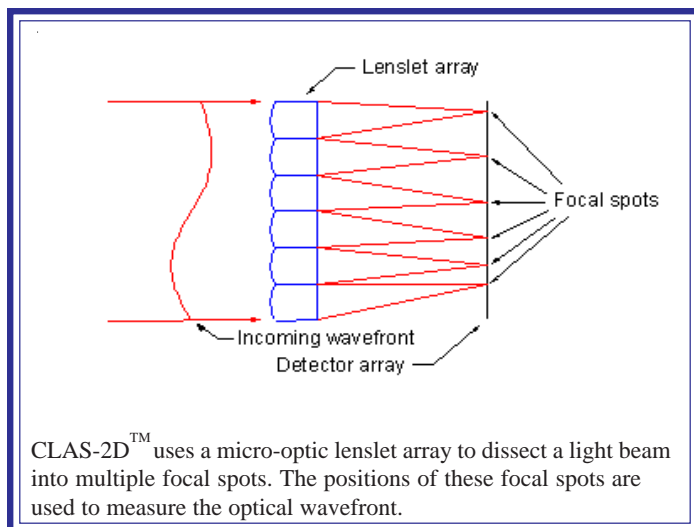 Lenslet array
Focal spots
Incoming wavefront
Detector array
CLAS-2D™ uses a micro-optic lenslet array to dissect a light beam
into multiple focal spots. The positions of these focal spots are
used to measure the optical wavefront.